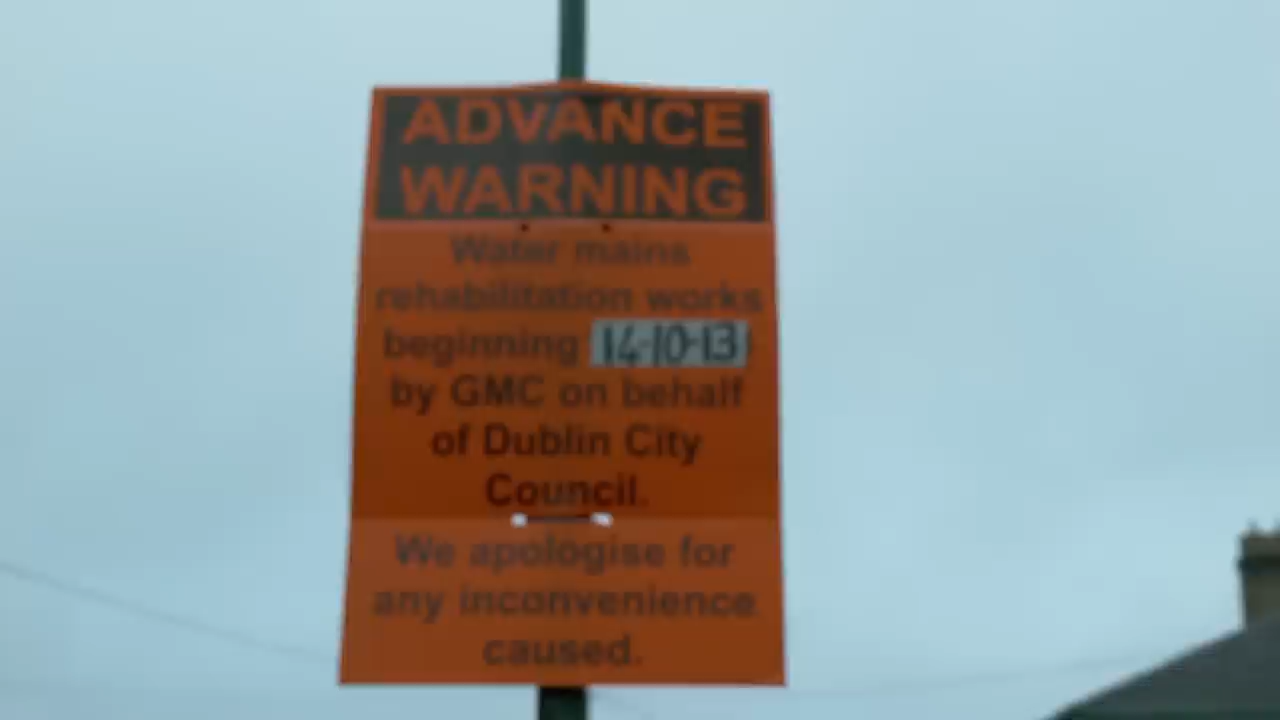 ADVANCE
WARNING
Water mains
rehabilitation works
beginning 14-10-13
by GMC on behalf
of Dublin City
Council.
We apologise for
any inconvenience
caused.